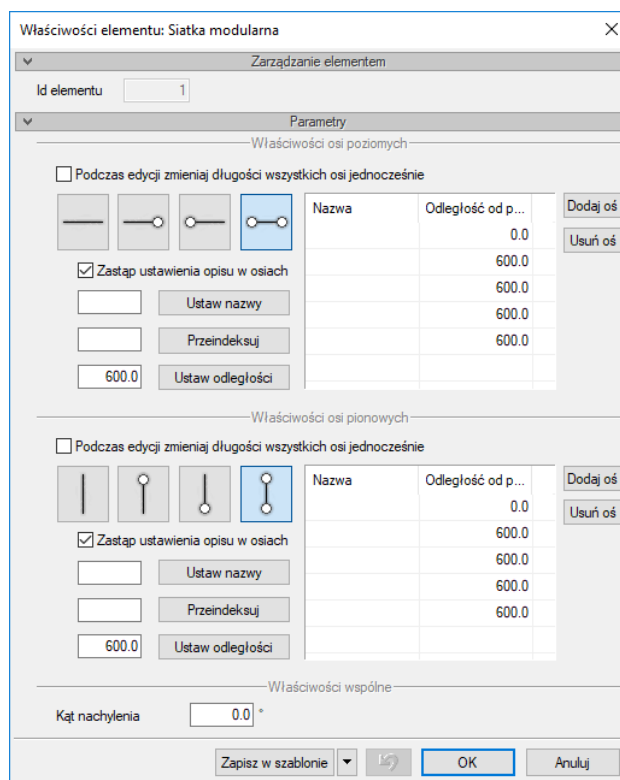 Właściwości elementu: Siatka modularna
Zarządzanie elementem
Id elementu 1
Parametry
Właściwości osi poziomych
Podczas edycji zmieniaj długości wszystkich osi jednocześnie
Nazwa Odległość od p... Dodaj oś
0.0 Usuń oś
Zastąp ustawienia opisu w osiach 600.0
Ustaw nazwy 600.0
600.0
Przeindeksuj 600.0
600.0 Ustaw odległości
Właściwości osi pionowych
Podczas edycji zmieniaj długości wszystkich osi jednocześnie
Nazwa Odległość od p... Dodaj oś
0.0 Usuń oś
Zastąp ustawienia opisu w osiach 600.0
Ustaw nazwy 600.0
600.0
Przeindeksuj 600.0
600.0 Ustaw odległości
Właściwości wspólne
Kąt nachylenia 0.0 °
Zapisz w szablonie OK Anuluj